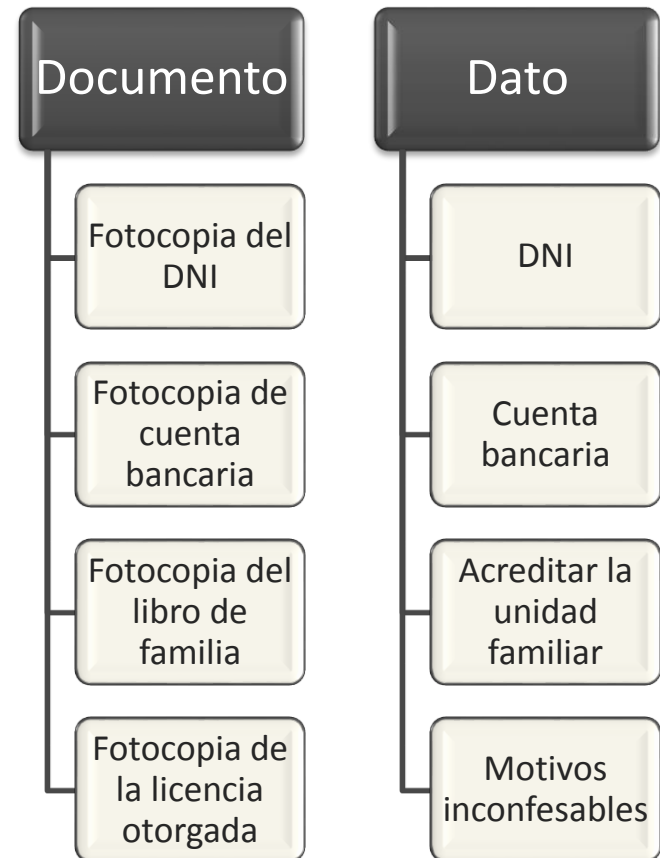 Documento
Fotocopia del
DNI
Fotocopia de
cuenta
bancaria
Fotocopia del
libro de
familia
Fotocopia de
la licencia
otorgada
Dato
DNI
Cuenta
bancaria
Acreditar la
unidad
familiar
Motivos
inconfesables